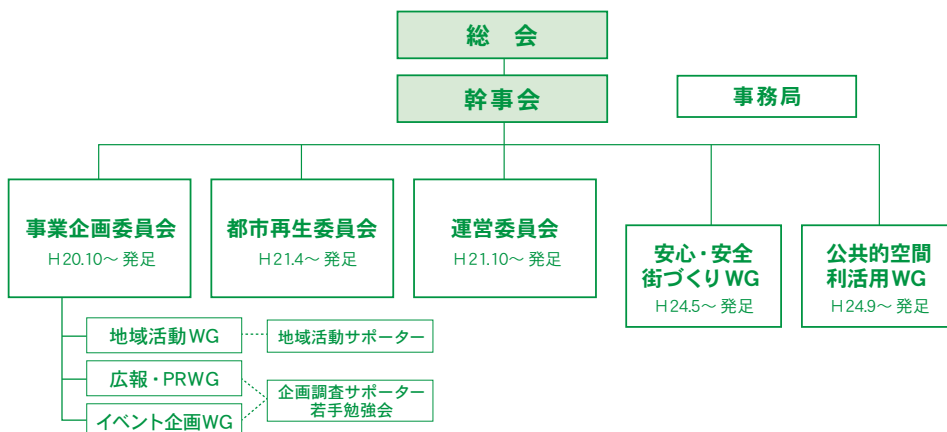 総　会
幹事会
事務局
事業企画委員会
H20.10〜発足
都市再生委員会
H21.4〜発足
運営委員会
H21.10〜発足
安心・安全
街づくりWG
H24.5〜発足
公共的空間
利活用WG
H24.9〜発足
地域活動WG
地域活動サポーター
広報・PRWG
企画調査サポーター
若手勉強会
イベント企画WG